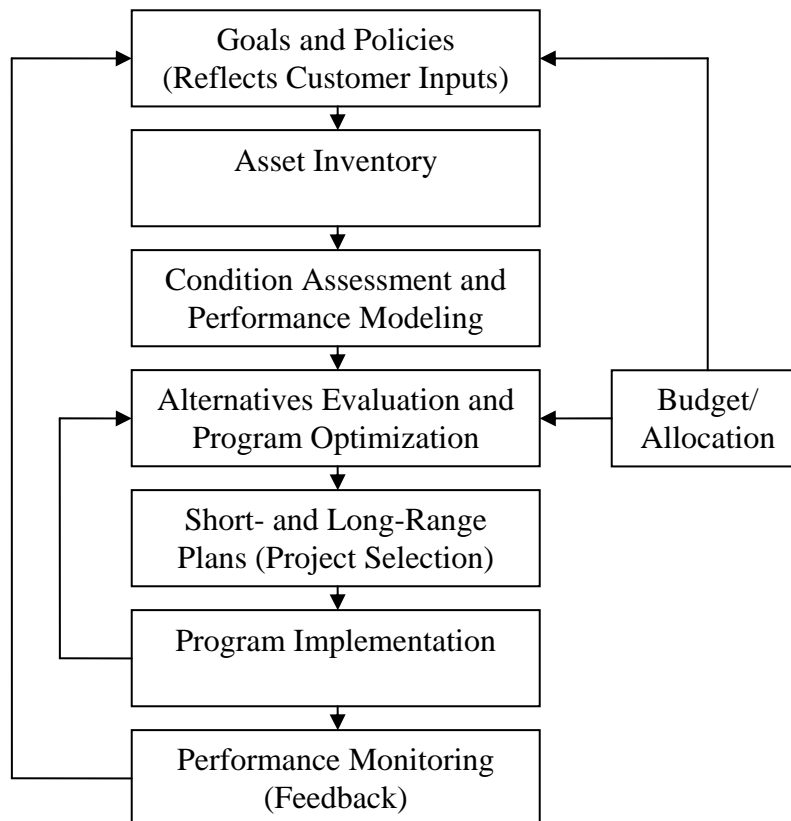 Goals and Policies
(Reflects Customer Inputs)
Asset Inventory
Condition Assessment and
Performance Modeling
Alternatives Evaluation and
Program Optimization
Budget/
Allocation
Short- and Long-Range
Plans (Project Selection)
Program Implementation
Performance Monitoring
(Feedback)